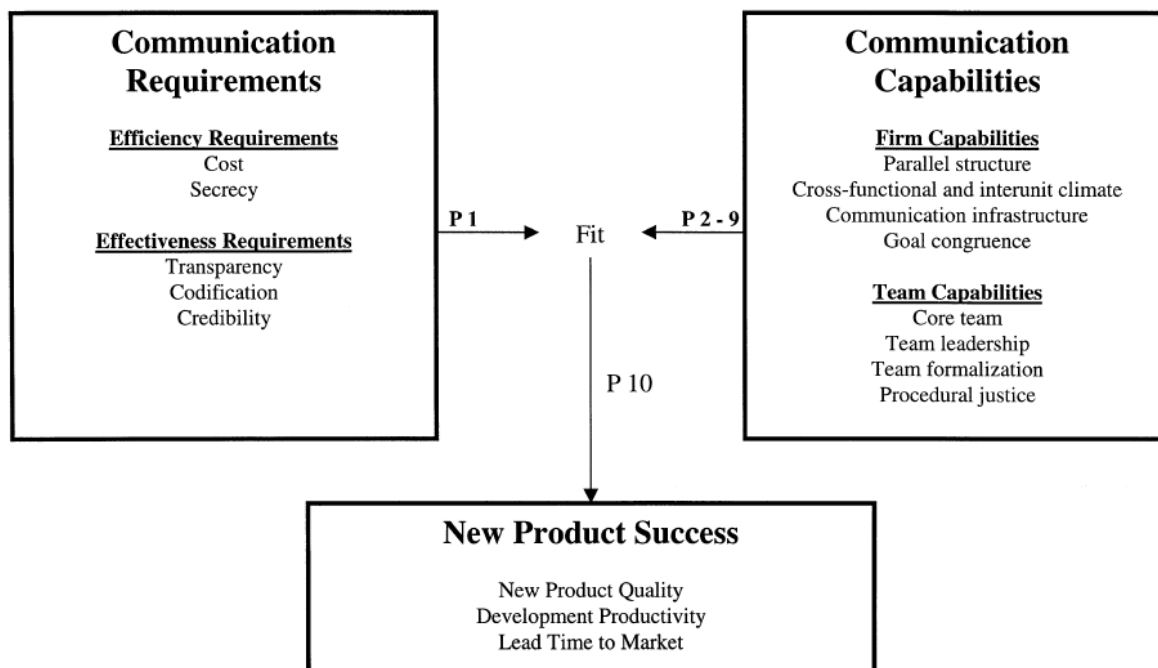 Communication
Requirements
Efficiency Requirements
Cost
Secrecy
Effectiveness Requirements
Transparency
Codification
Credibility
P 1
Fit
P 2 - 9
Communication
Capabilities
Firm Capabilities
Parallel structure
Cross-functional and interunit climate
Communication infrastructure
Goal congruence
Team Capabilities
Core team
Team leadership
Team formalization
Procedural justice
P 10
New Product Success
New Product Quality
Development Productivity
Lead Time to Market